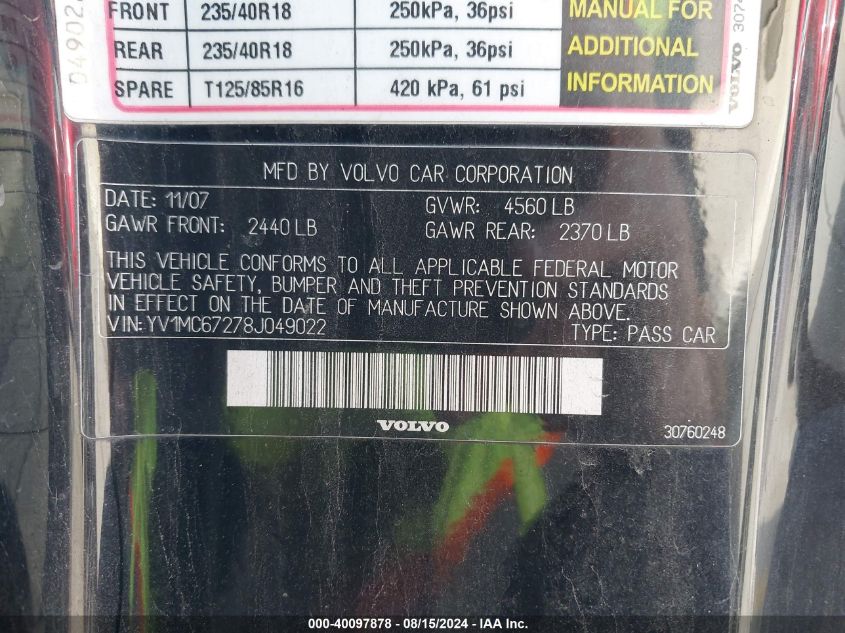 FRONT 235/40R18 250kPa, 36psi MANUAL FOR
REAR 235/40R18 250kPa, 36psi ADDITIONAL
SPARE T125/85R16 420 kPa, 61 psi INFORMATION
VOLVO
MFD BY VOLVO CAR CORPORATION
DATE: 11/07 GVWR: 4560 LB
GAWR FRONT: 2440 LB GAWR REAR: 2370 LB
THIS VEHICLE CONFORMS TO ALL APPLICABLE FEDERAL MOTOR
VEHICLE SAFETY, BUMPER AND THEFT PREVENTION STANDARDS
IN EFFECT ON THE DATE OF MANUFACTURE SHOWN ABOVE.
VIN: YV1MC67278J049022 TYPE: PASS CAR
VOLVO
30760248
000-40097878 - 08/15/2024 - IAA Inc.